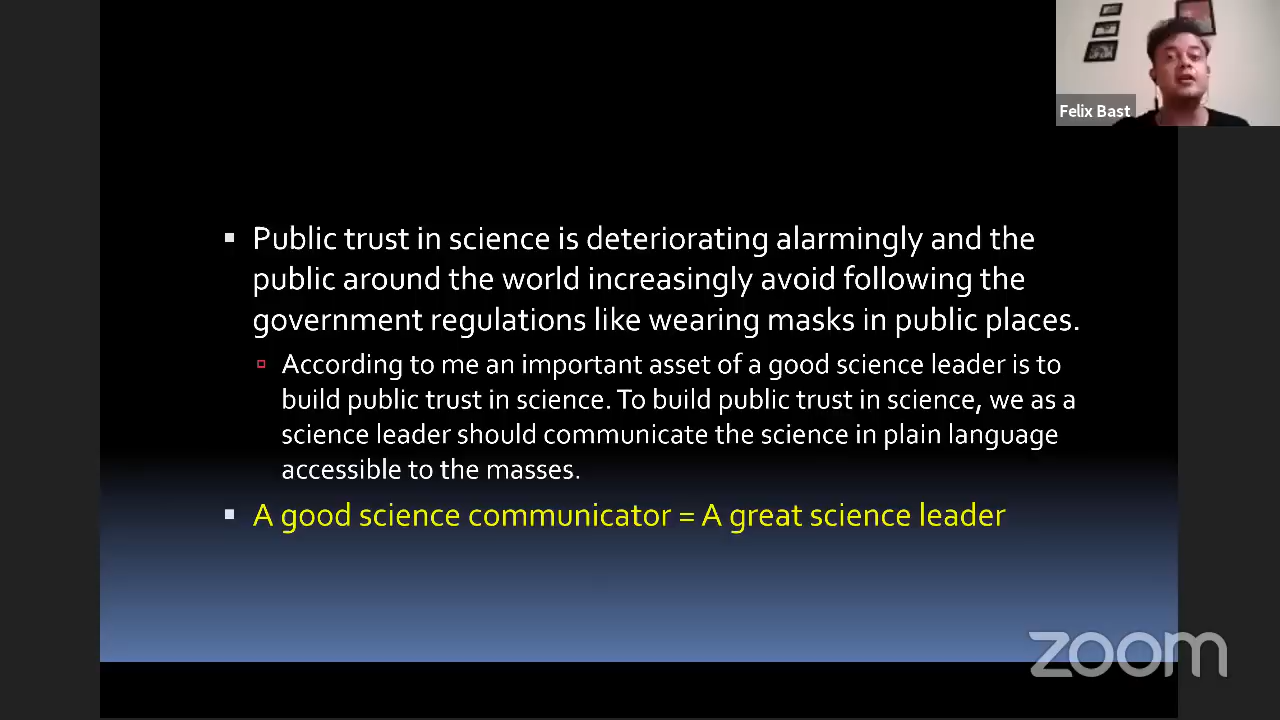 Felix Bast
Public trust in science is deteriorating alarmingly and the
public around the world increasingly avoid following the
government regulations like wearing masks in public places.
According to me an important asset of a good science leader is to
build public trust in science. To build public trust in science, we as a
science leader should communicate the science in plain language
accessible to the masses.
A good science communicator = A great science leader
zoom